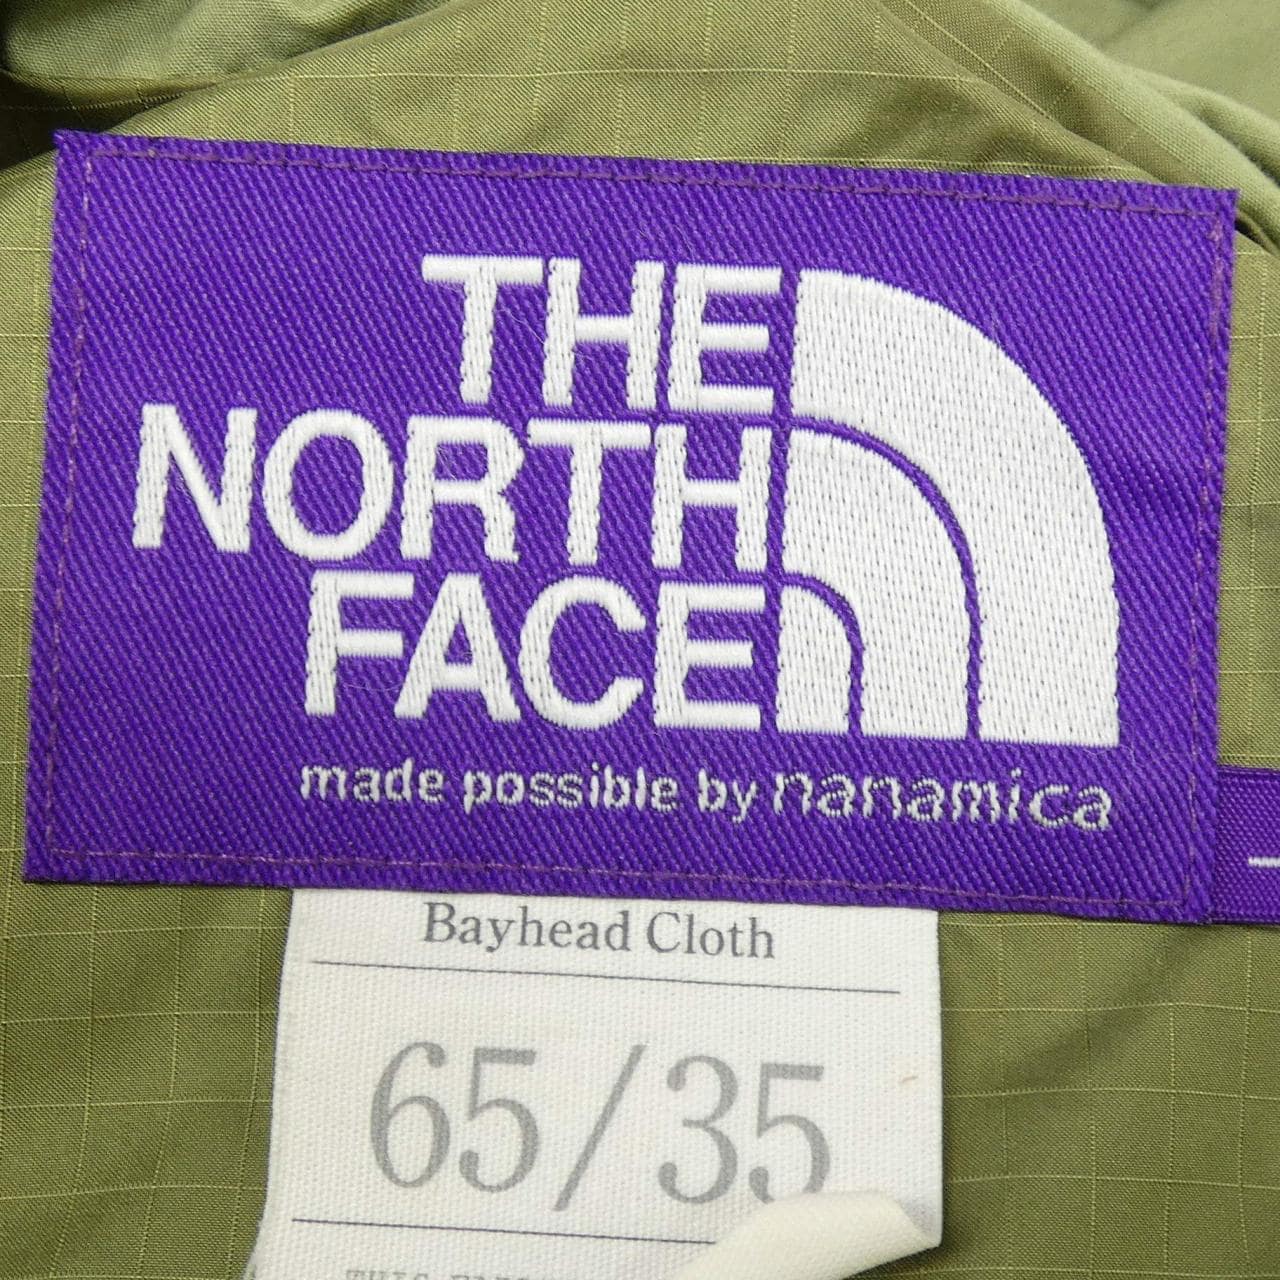 THE
NORTH
FACE
made possible by nanamica
Bayhead Cloth
65/35